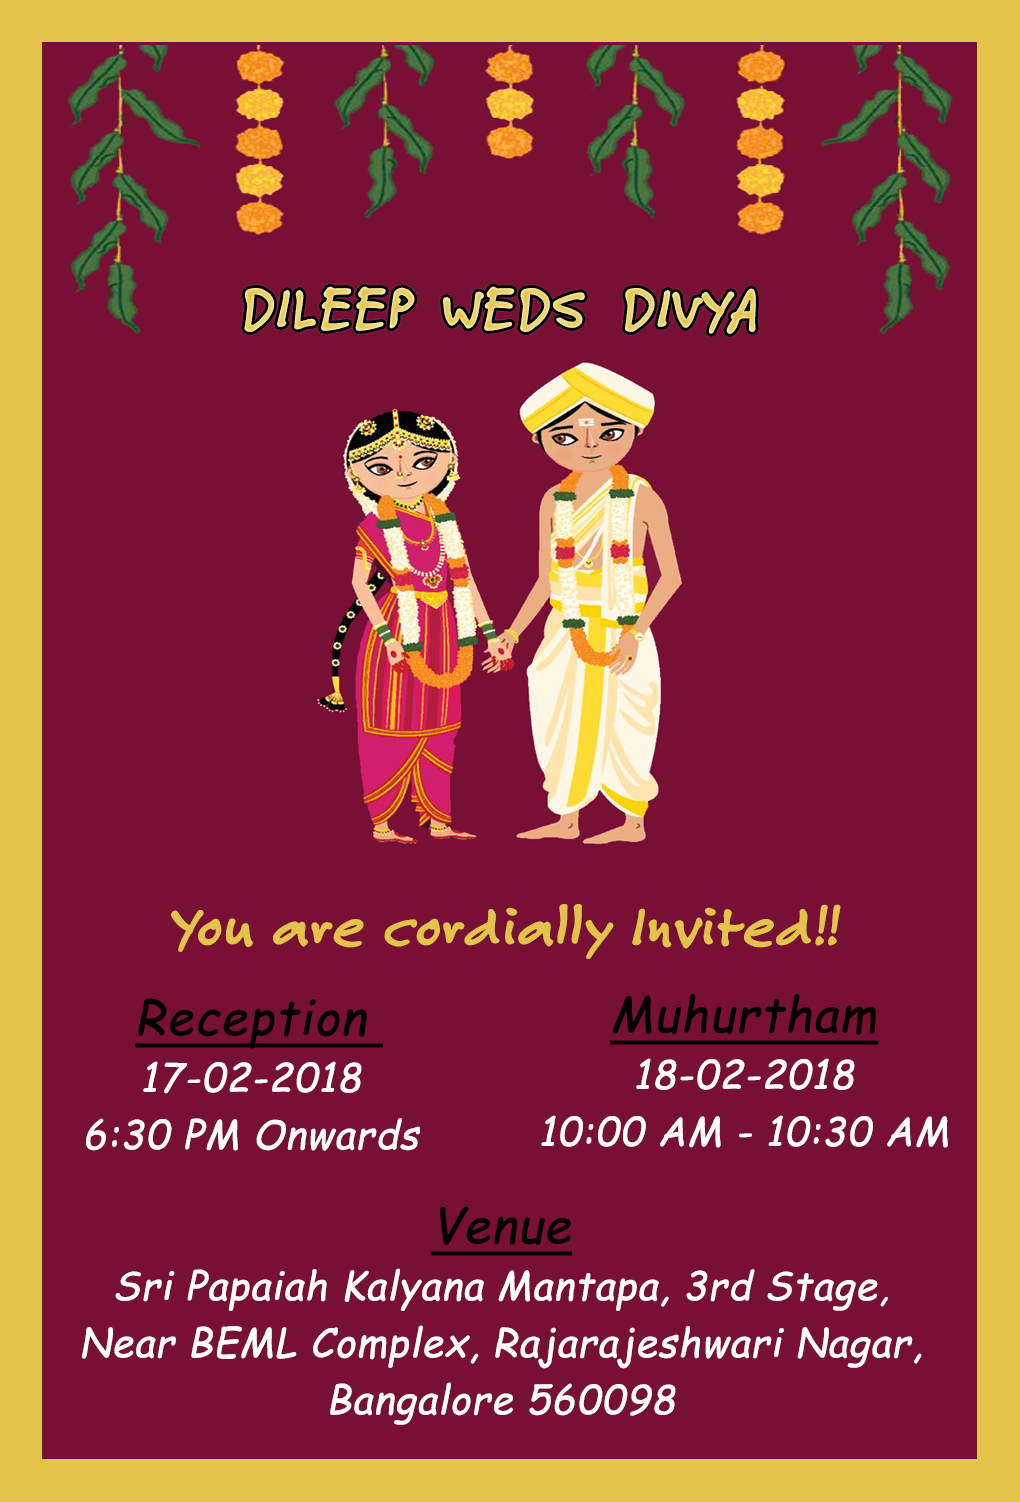 DILEEP WEDS DIVYA
You are cordially Invited!!
Reception
17-02-2018
6:30 PM Onwards
Muhurtham
18-02-2018
10:00 AM - 10:30 AM
Venue
Sri Papaiah Kalyana Mantapa, 3rd Stage,
Near BEML Complex, Rajarajeshwari Nagar,
Bangalore 560098